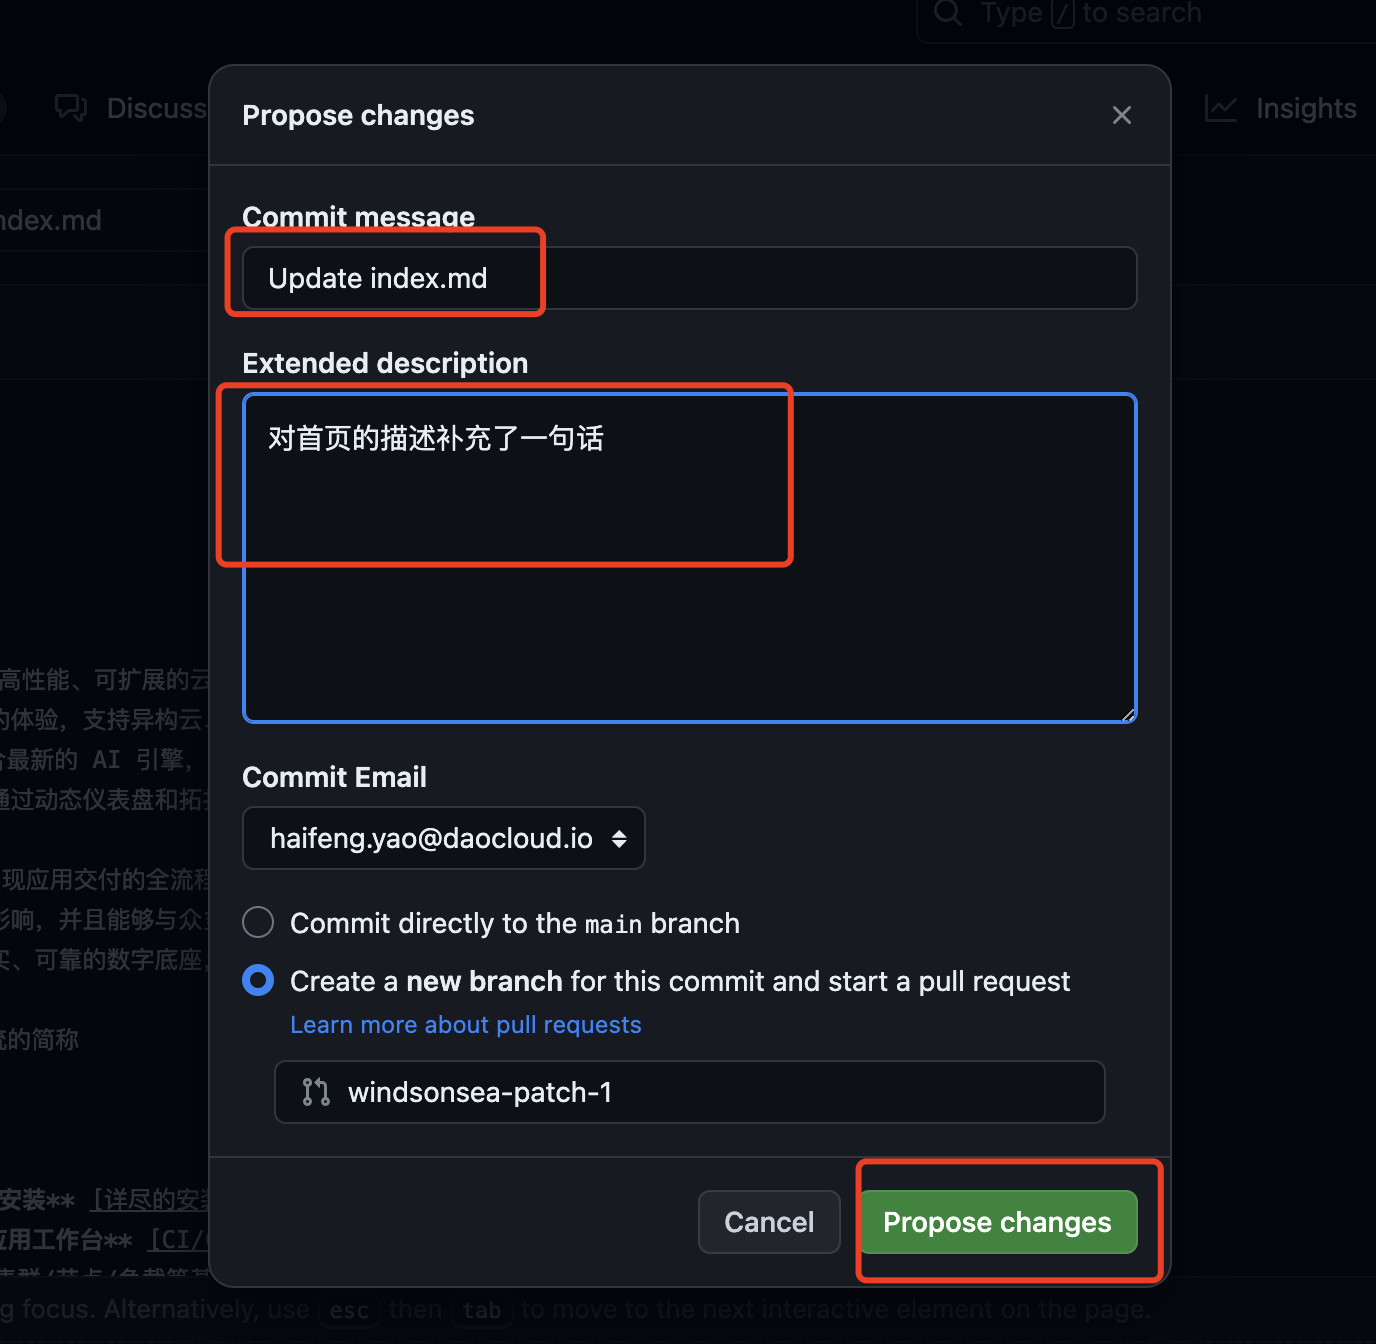 Type / to search
Discuss
Insights
Propose changes
ndex.md
Commit message
Update index.md
Extended description
对首页的描述补充了一句话
高性能、可扩展的云
的体验，支持异构云、
最新的 AI 引擎，
通过动态仪表盘和拓扑
Commit Email
haifeng.yao@daocloud.io
现应用交付的全流程
影响，并且能够与众多
实、可靠的数字底座，
Commit directly to the main branch
Create a new branch for this commit and start a pull request
Learn more about pull requests
的简称
windsonsea-patch-1
安装** [详尽的安装
应用工作台** [CI/
Cancel
Propose changes
g focus. Alternatively, use esc then tab to move to the next interactive element on the page.